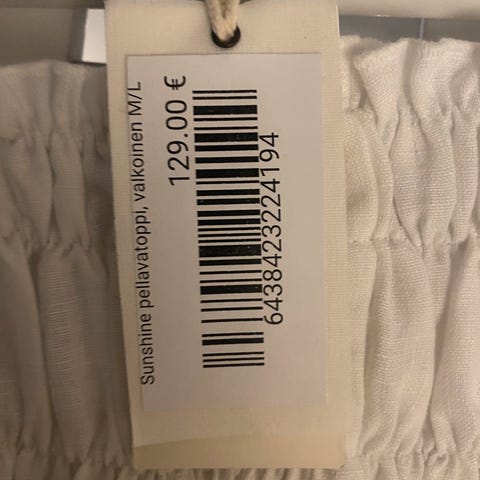 Sunshine pellavatoppi, valkoinen M/L
129.00 €
6438423224194